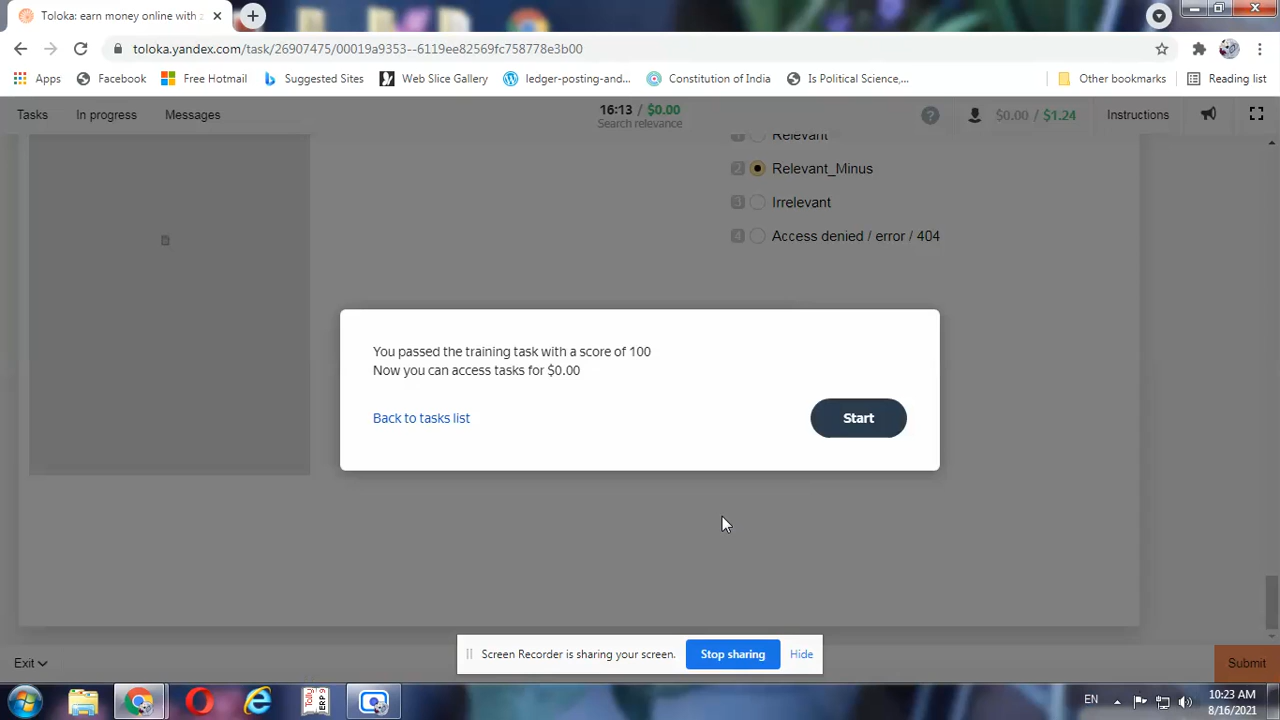 Toloka: earn money online with
toloka.yandex.com/task/26907475/00019a9353--6119ee82569fc758778e3b00
Apps
Facebook
Free Hotmail
Suggested Sites
Web Slice Gallery
ledger-posting-and-...
Constitution of India
Is Political Science,...
Other bookmarks
Reading list
Tasks
In progress
Messages
16:13 / $0.00
Search relevance
?
$0.00 / $1.24
Instructions
1 Relevant
2 Relevant_Minus
3 Irrelevant
4 Access denied / error / 404
You passed the training task with a score of 100
Now you can access tasks for $0.00
Back to tasks list
Start
Screen Recorder is sharing your screen.
Stop sharing
Hide
Exit
Submit
EN
10:23 AM
8/16/2021